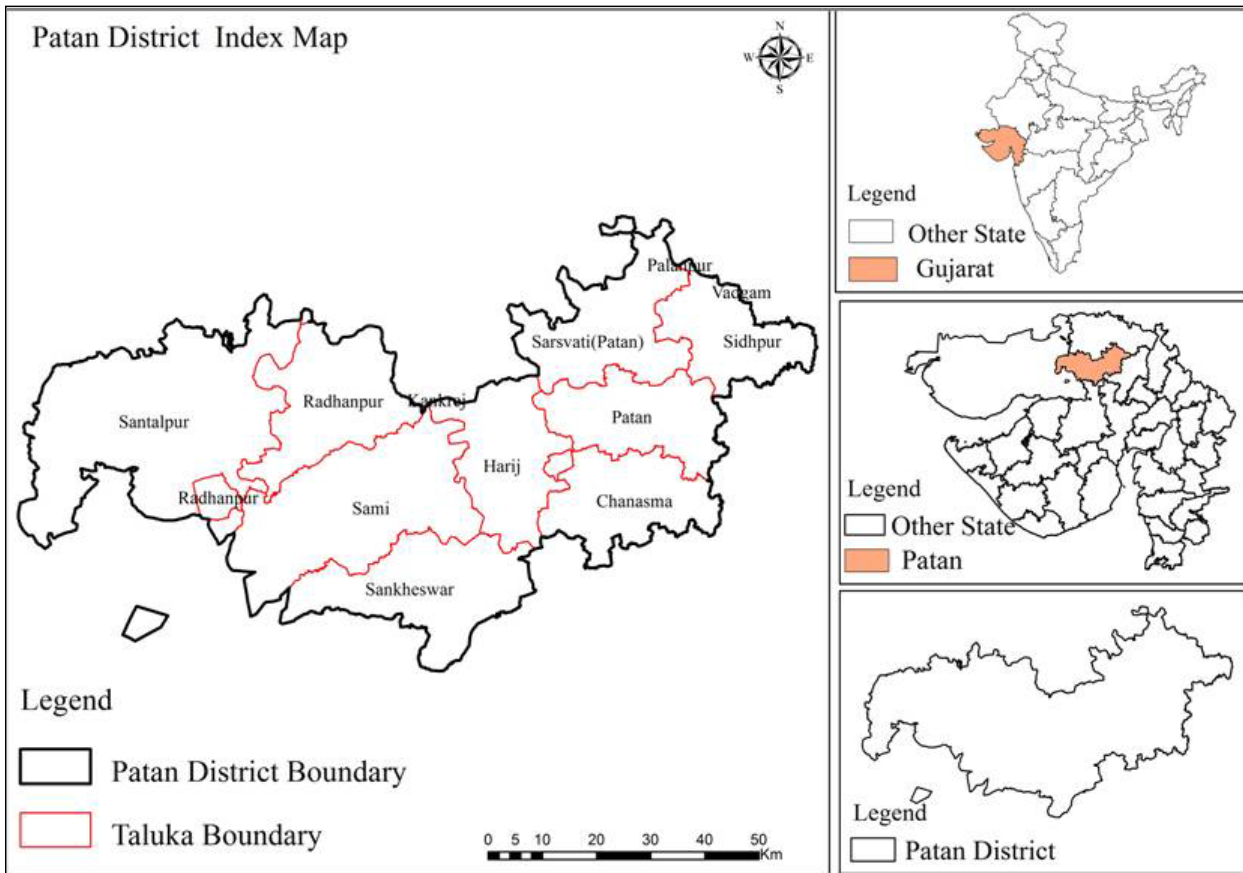 Patan District Index Map
N
W
E
S
Palanpur
Vadgam
Sarsvati(Patan)
Sidhpur
Radhanpur
Kankrej
Santalpur
Patan
Harij
Radhanpur
Chanasma
Sami
Sankheswar
Legend
Patan District Boundary
Taluka Boundary
0 5 10 20 30 40 50
Km
Legend
Other State
Gujarat
Legend
Other State
Patan
Legend
Patan District